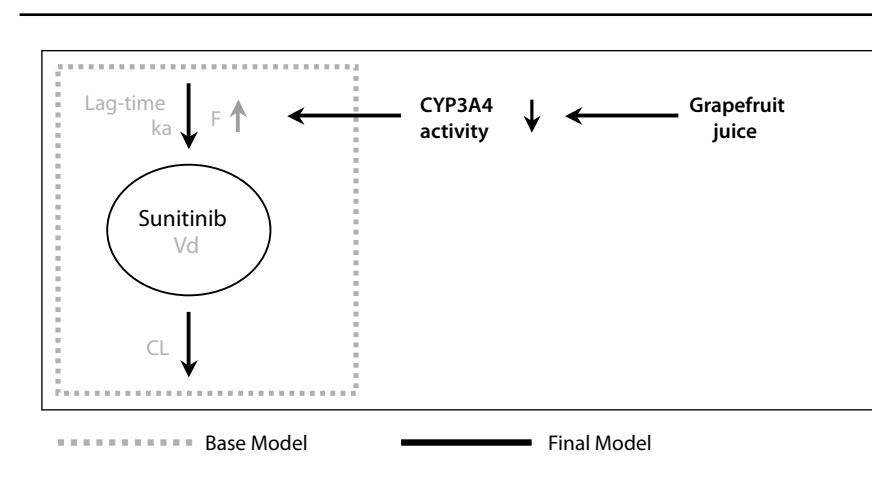 Lag-time
ka
F
CYP3A4
activity
Grapefruit
juice
Sunitinib
Vd
CL
Base Model
Final Model